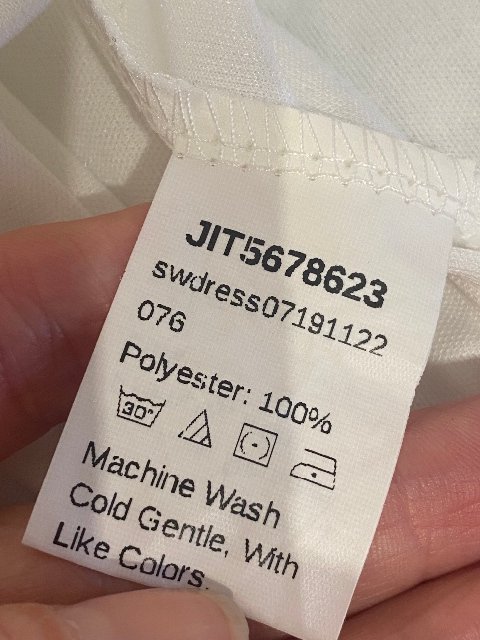 JIT5678623
swdress07191122
076
Polyester: 100%
30°
Machine Wash
Cold Gentle, With
Like Colors.